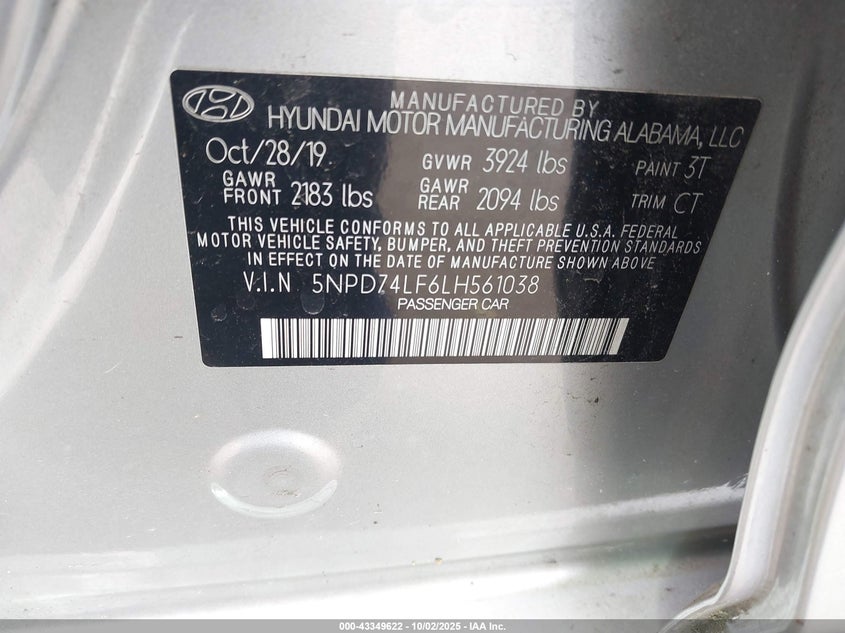 MANUFACTURED BY
HYUNDAI MOTOR MANUFACTURING ALABAMA, LLC
Oct/28/19 GVWR 3924 lbs PAINT 3T
GAWR FRONT 2183 lbs GAWR REAR 2094 lbs TRIM CT
THIS VEHICLE CONFORMS TO ALL APPLICABLE U.S.A. FEDERAL
MOTOR VEHICLE SAFETY, BUMPER, AND THEFT PREVENTION STANDARDS
IN EFFECT ON THE DATE OF MANUFACTURE SHOWN ABOVE
V.I.N 5NPD74LF6LH561038
PASSENGER CAR
000-43349622 - 10/02/2025 - IAA Inc.